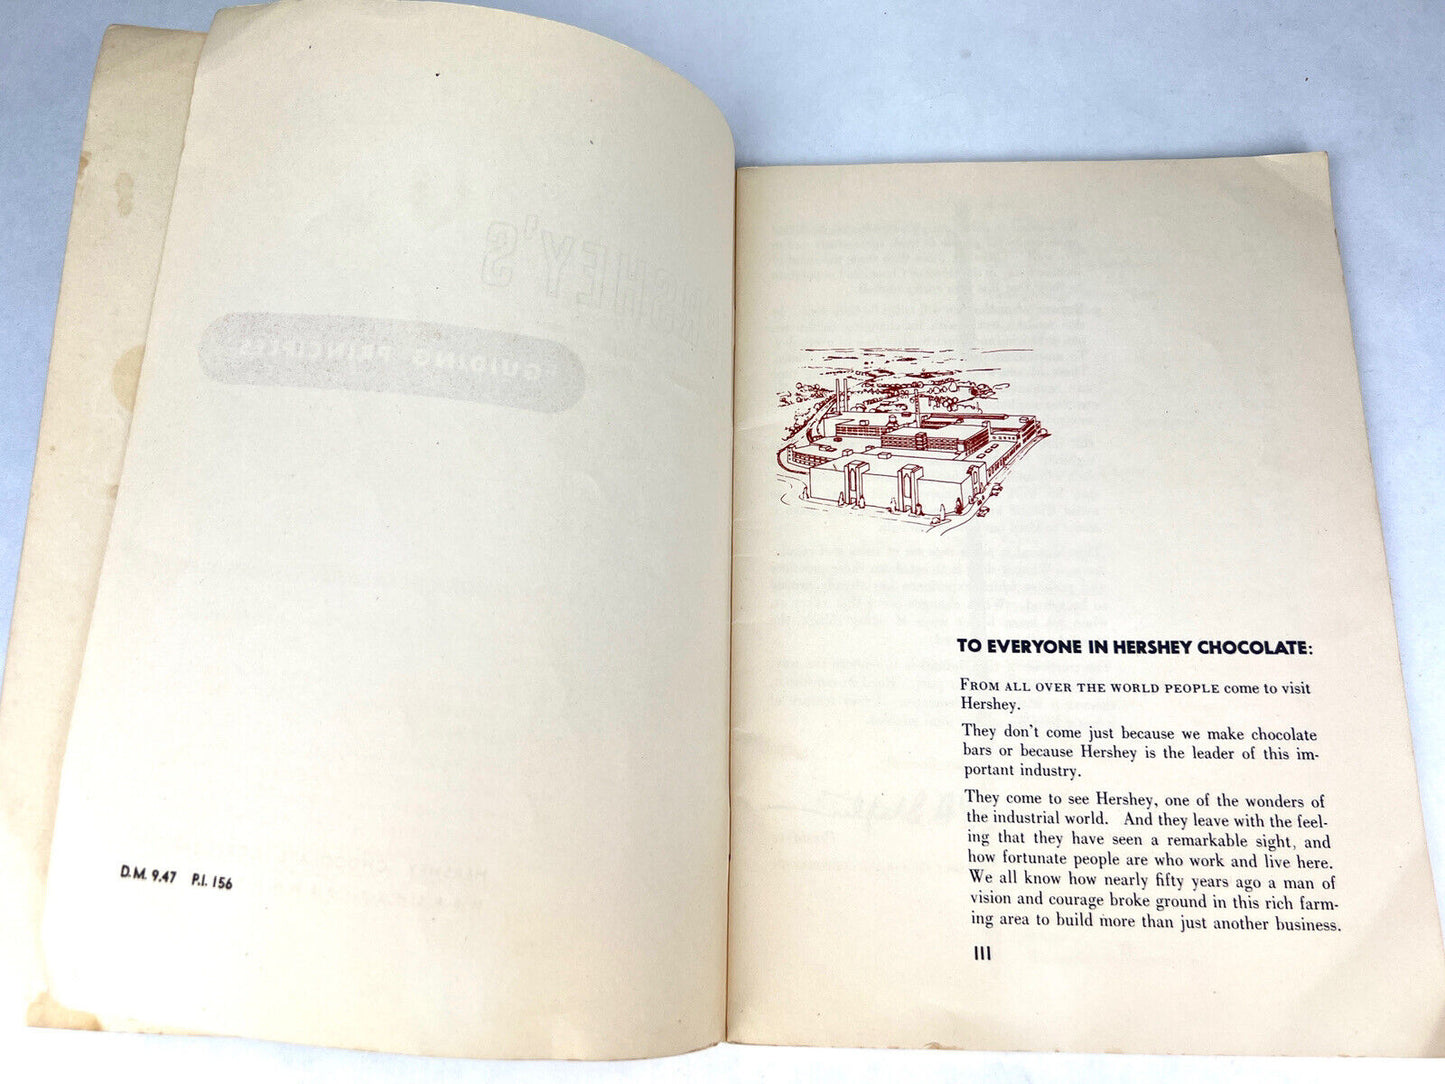 D.M. 9.47 P.I. 156
TO EVERYONE IN HERSHEY CHOCOLATE:
FROM ALL OVER THE WORLD PEOPLE come to visit
Hershey.
They don't come just because we make chocolate
bars or because Hershey is the leader of this im-
portant industry.
They come to see Hershey, one of the wonders of
the industrial world. And they leave with the feel-
ing that they have seen a remarkable sight, and
how fortunate people are who work and live here.
We all know how nearly fifty years ago a man of
vision and courage broke ground in this rich farm-
ing area to build more than just another business.
III